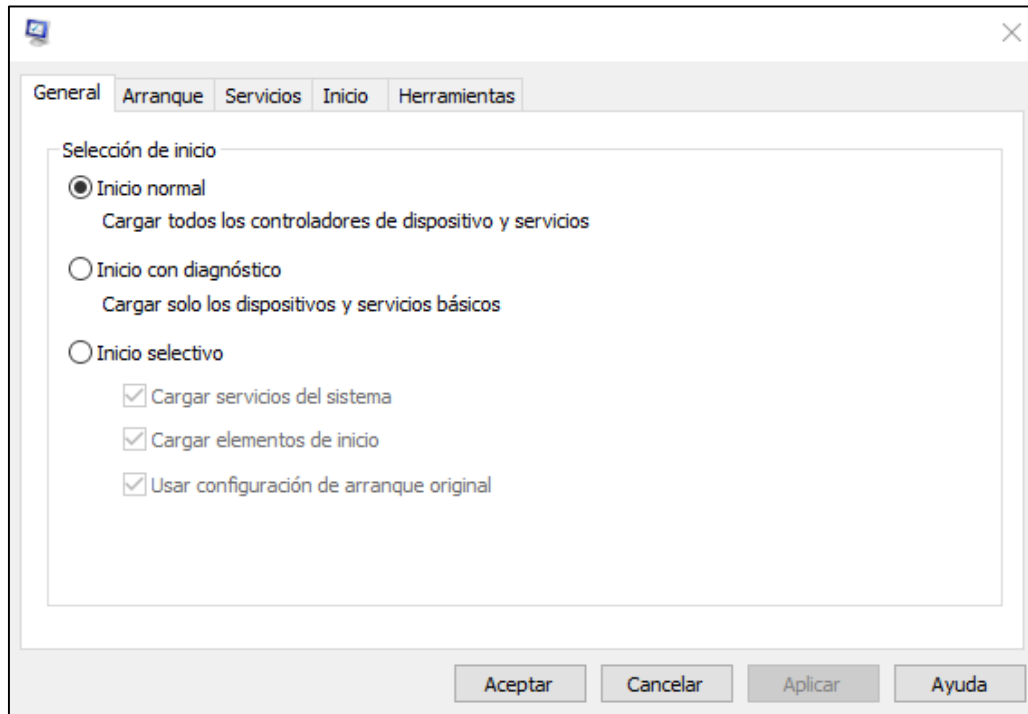 General Arranque Servicios Inicio Herramientas
Selección de inicio
Inicio normal
Cargar todos los controladores de dispositivo y servicios
Inicio con diagnóstico
Cargar solo los dispositivos y servicios básicos
Inicio selectivo
Cargar servicios del sistema
Cargar elementos de inicio
Usar configuración de arranque original
Aceptar Cancelar Aplicar Ayuda